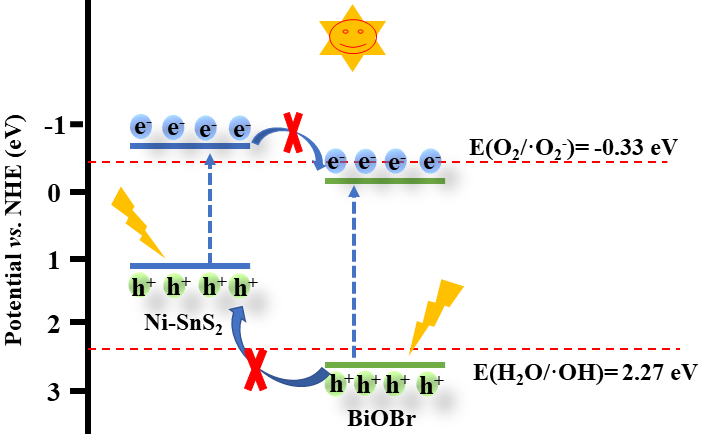 Potential vs. NHE (eV)
-1
0
1
2
3
e⁻ e⁻ e⁻ e⁻
e⁻ e⁻ e⁻ e⁻
E(O₂/·O₂⁻)= -0.33 eV
h⁺ h⁺ h⁺ h⁺
Ni-SnS₂
E(H₂O/·OH)= 2.27 eV
h⁺ h⁺ h⁺ h⁺
BiOBr